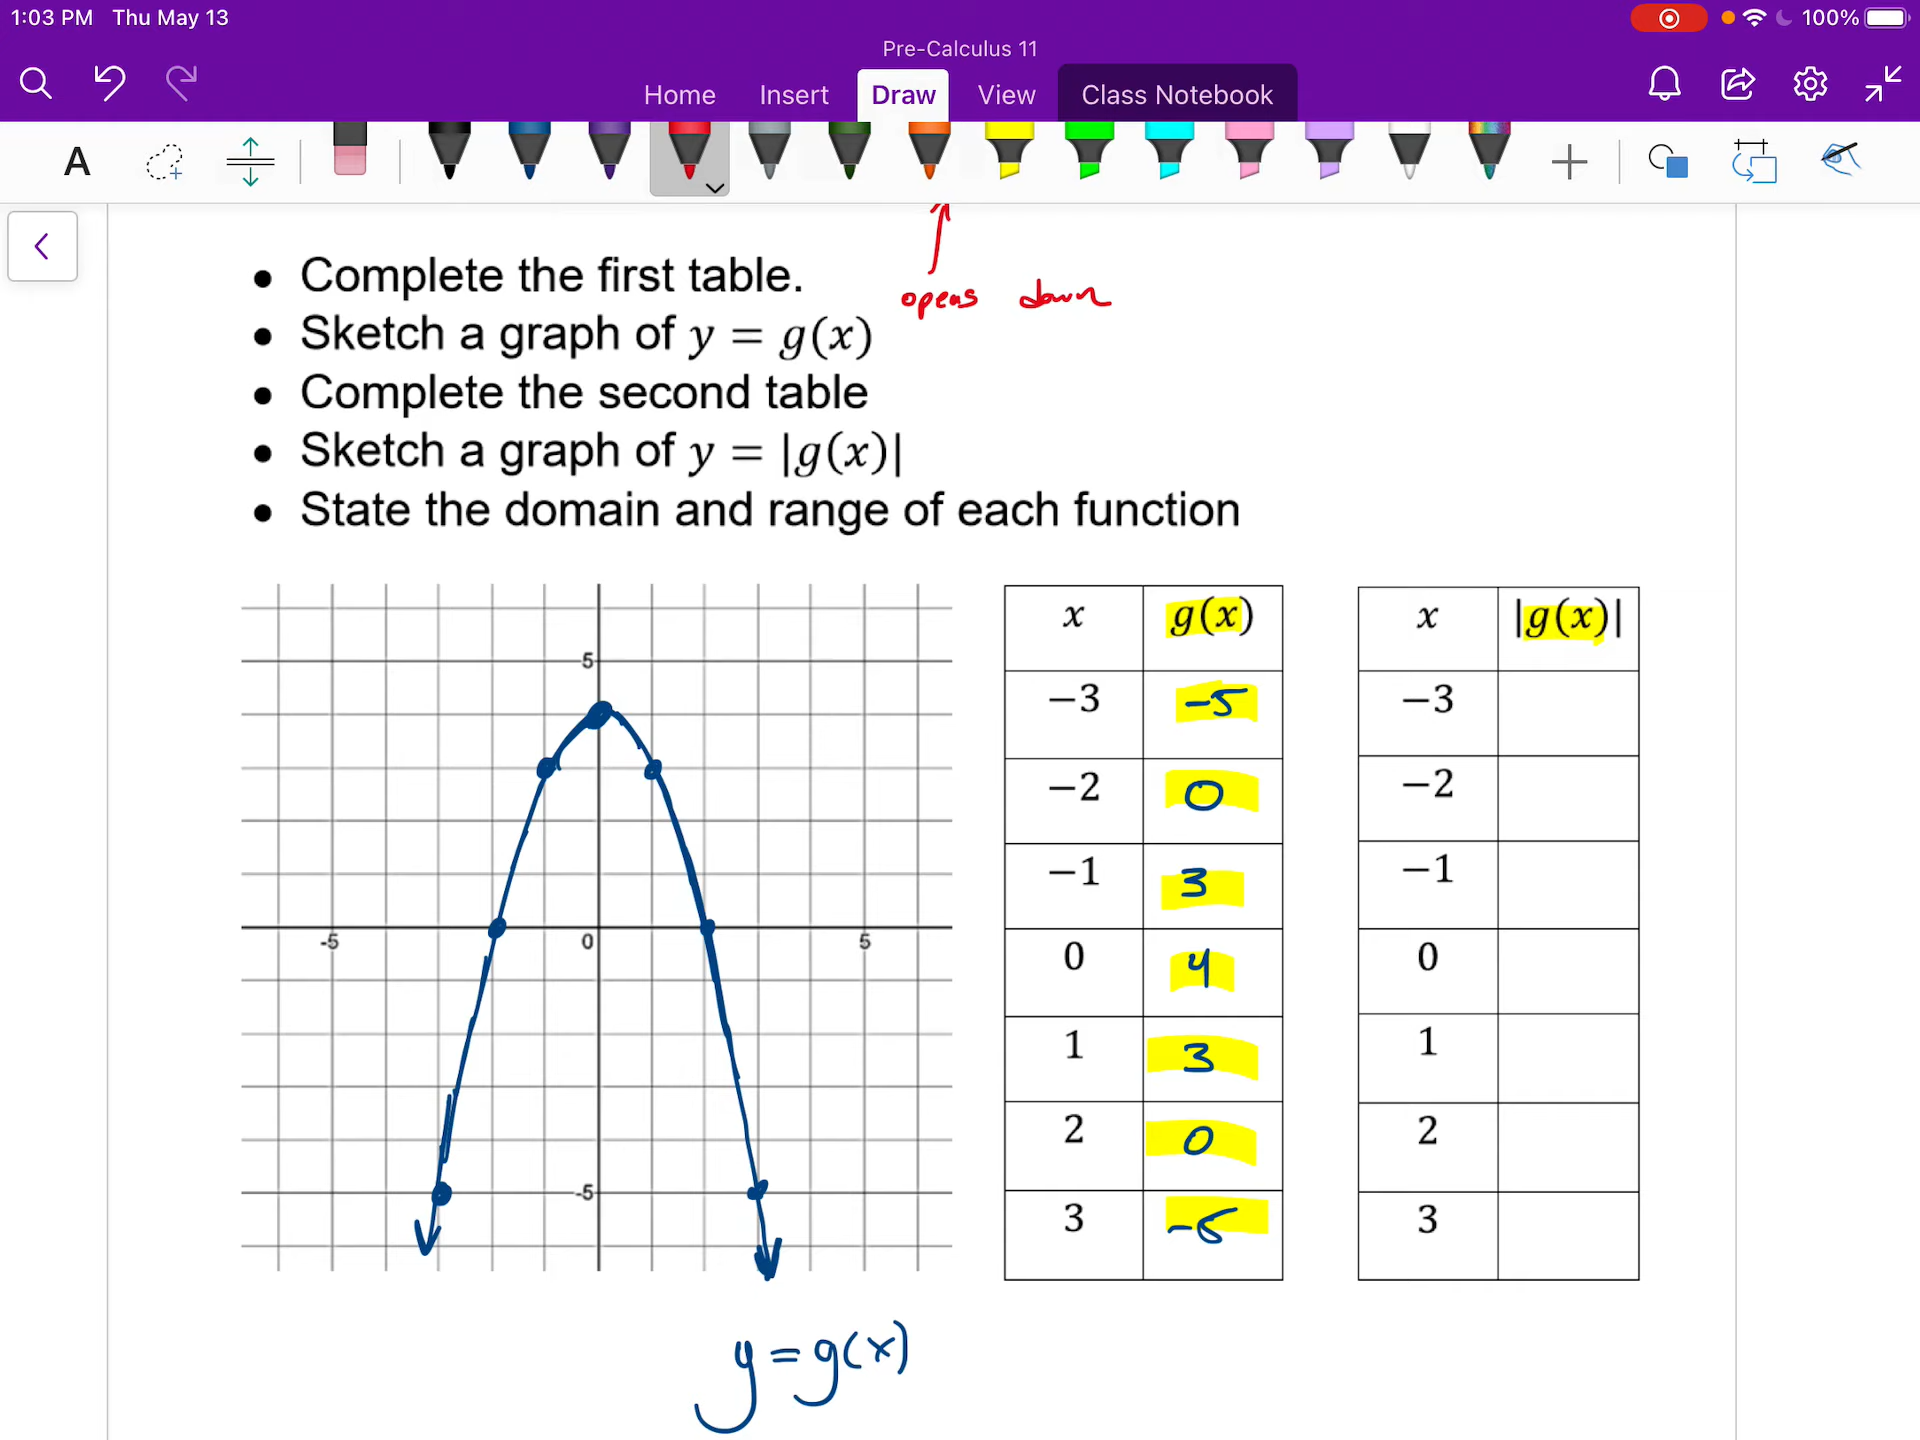 1:03 PM Thu May 13
100%
Pre-Calculus 11
Home Insert Draw View Class Notebook
A
opens down
• Complete the first table.
• Sketch a graph of y = g(x)
• Complete the second table
• Sketch a graph of y = |g(x)|
• State the domain and range of each function
5
-5 0 5
-5
y = g(x)
x g(x)
−3 -5
−2 0
−1 3
0 4
1 3
2 0
3 -5
x |g(x)|
−3
−2
−1
0
1
2
3